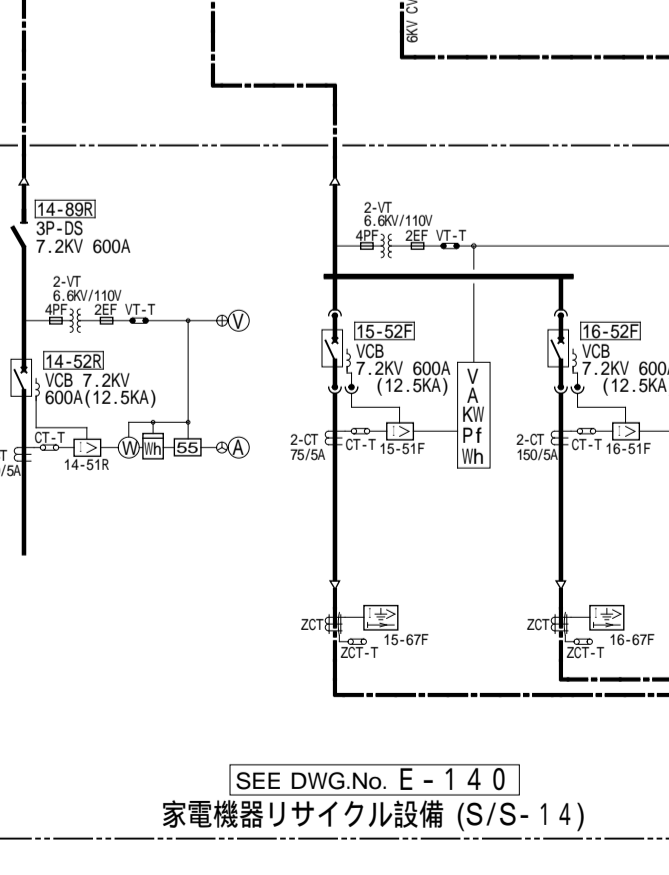 6KV CV
14-89R
3P-DS
7.2KV 600A
2-VT
6.6KV/110V
4PF 2EF VT-T
V
14-52R
VCB 7.2KV
600A(12.5KA)
CT-T
14-51R
I >
W
Wh
55
A
T
/5A
2-VT
6.6KV/110V
4PF 2EF VT-T
15-52F
VCB
7.2KV 600A
(12.5KA)
V
A
KW
Pf
Wh
2-CT
75/5A
CT-T
I >
15-51F
16-52F
VCB
7.2KV 600
(12.5KA
2-CT
150/5A
CT-T
I >
16-51F
ZCT
I >
15-67F
ZCT-T
ZCT
I >
16-67F
ZCT-T
SEE DWG.No. E-140
家電機器リサイクル設備 (S/S-14)